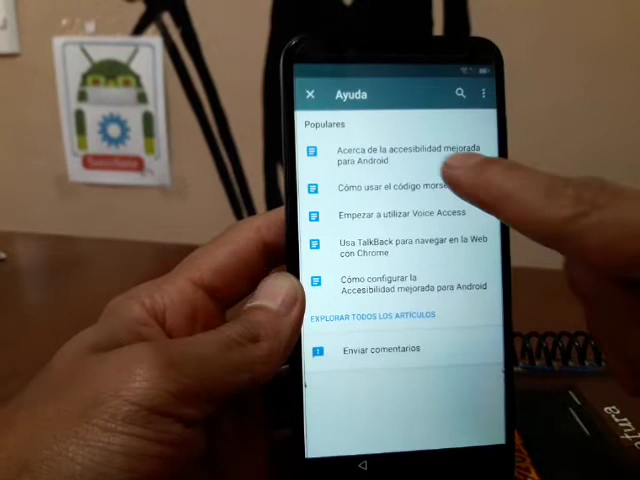 Ayuda
Populares
Acerca de la accesibilidad mejorada
para Android
Cómo usar el código morse
Empezar a utilizar Voice Access
Usa TalkBack para navegar en la Web
con Chrome
Cómo configurar la
Accesibilidad mejorada para Android
EXPLORAR TODOS LOS ARTÍCULOS
Enviar comentarios